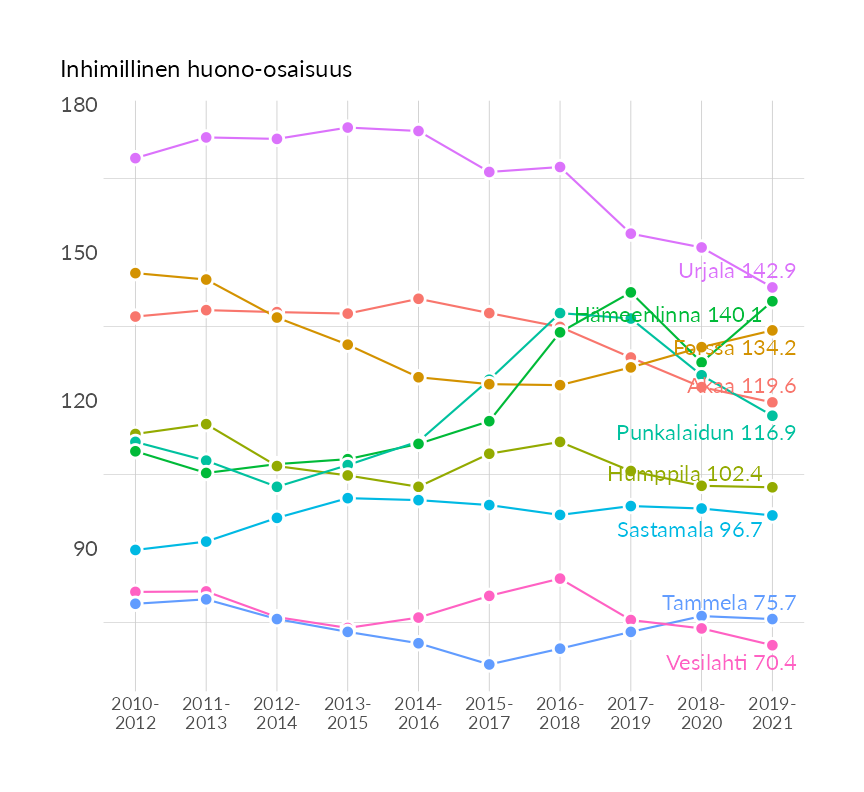 Inhimillinen huono-osaisuus
180
150
120
90
Urjala 142.9
Hämeenlinna 140.1
Forssa 134.2
Akaa 119.6
Punkalaidun 116.9
Humppila 102.4
Sastamala 96.7
Tammela 75.7
Vesilahti 70.4
2010- 2011- 2012- 2013- 2014- 2015- 2016- 2017- 2018- 2019-
2012 2013 2014 2015 2016 2017 2018 2019 2020 2021